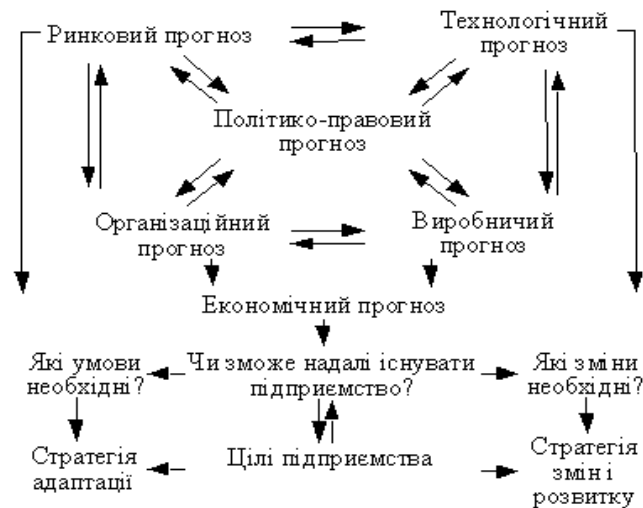 Ринковий прогноз
Технологічний
прогноз
Політико-правовий
прогноз
Організаційний
прогноз
Виробничий
прогноз
Економічний прогноз
Які умови
необхідні?
Чи зможе надалі існувати
підприємство?
Які зміни
необхідні?
Стратегія
адаптації
Цілі підприємства
Стратегія
змін і
розвитку